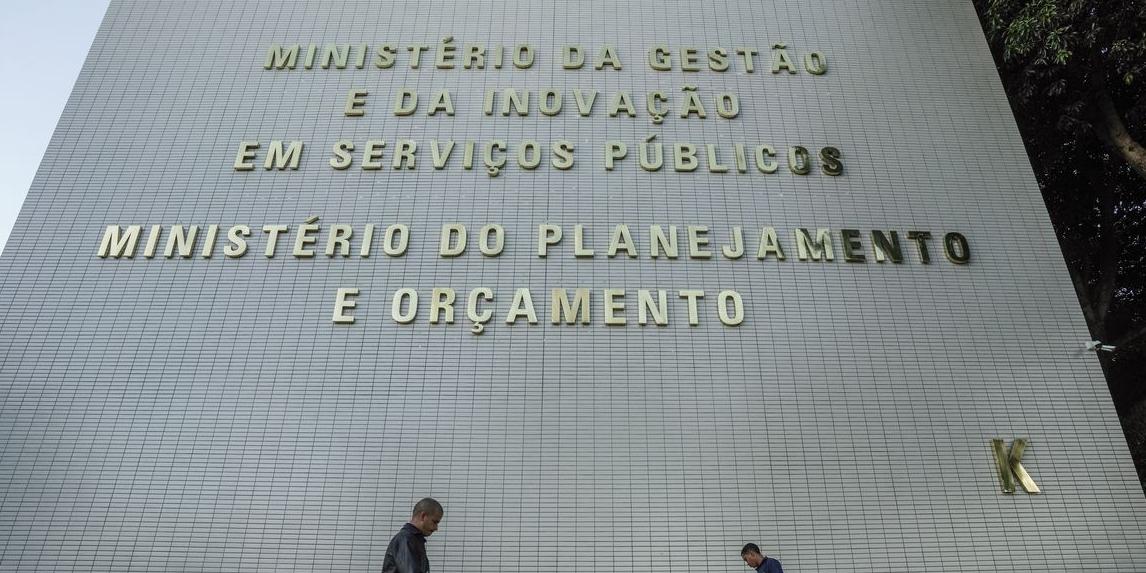 MINISTÉRIO DA GESTÃO
E DA INOVAÇÃO
EM SERVIÇOS PÚBLICOS
MINISTÉRIO DO PLANEJAMENTO
E ORÇAMENTO
K